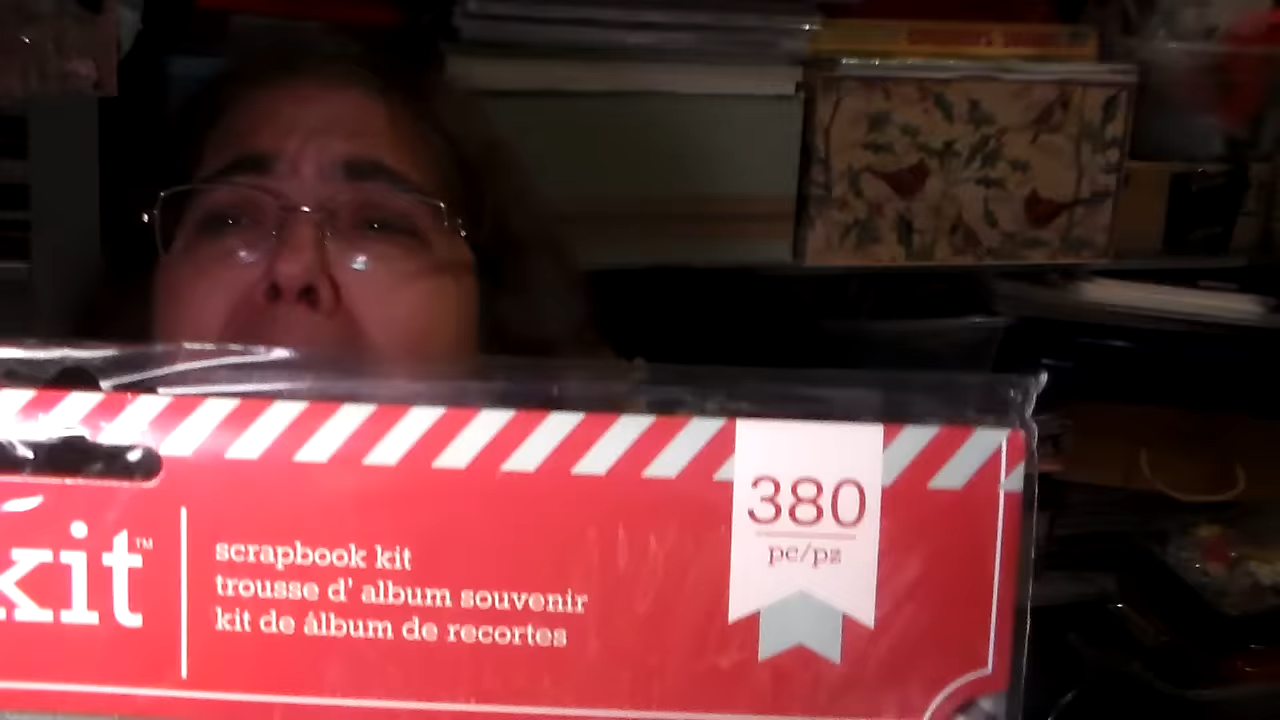 kit™
scrapbook kit
trousse d' album souvenir
kit de álbum de recortes
380
pc/pz